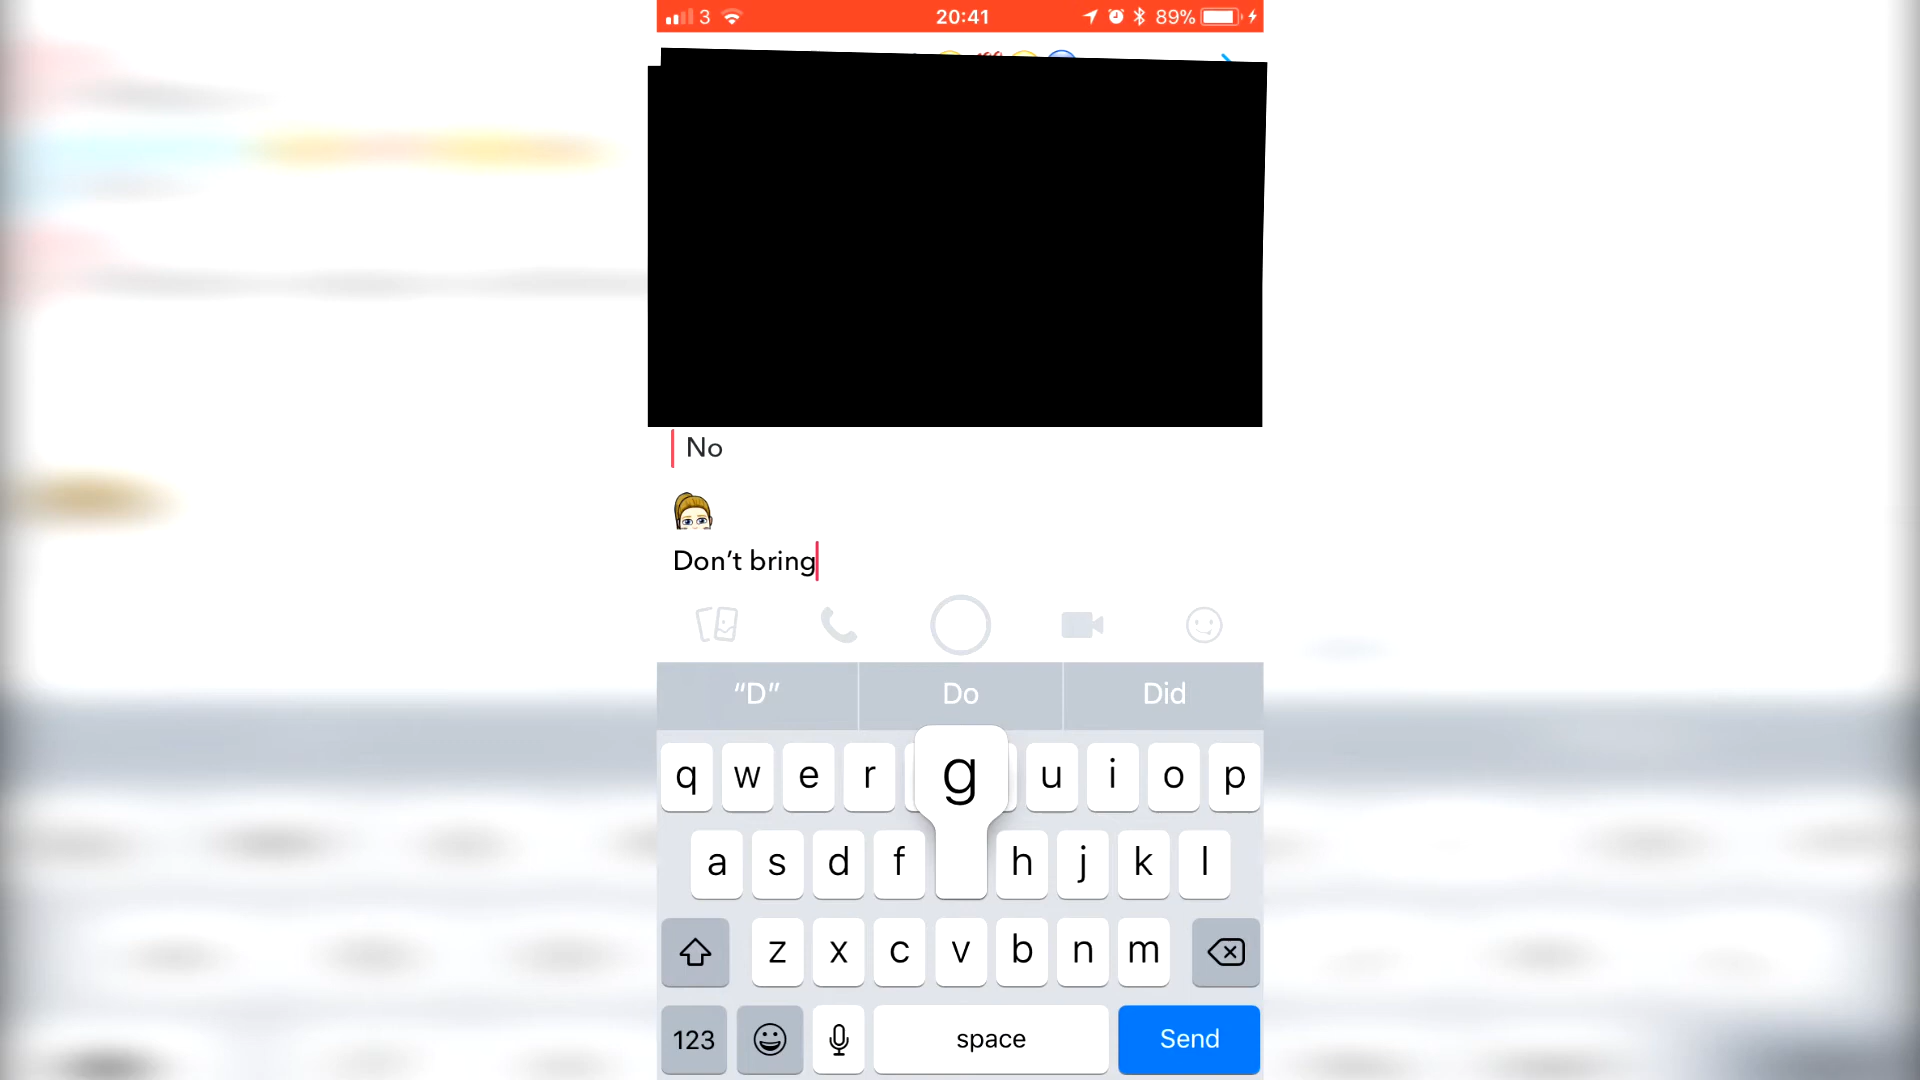 3 20:41 89%
No
Don’t bring
“D” Do Did
q w e r g u i o p
a s d f h j k l
z x c v b n m
123 space Send